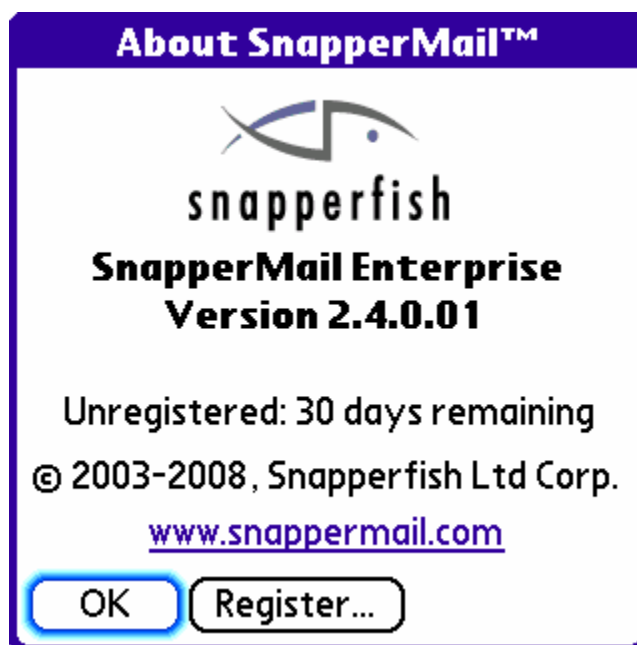 About SnapperMail™
snapperfish
SnapperMail Enterprise
Version 2.4.0.01
Unregistered: 30 days remaining
© 2003-2008, Snapperfish Ltd Corp.
www.snappermail.com
OK Register...